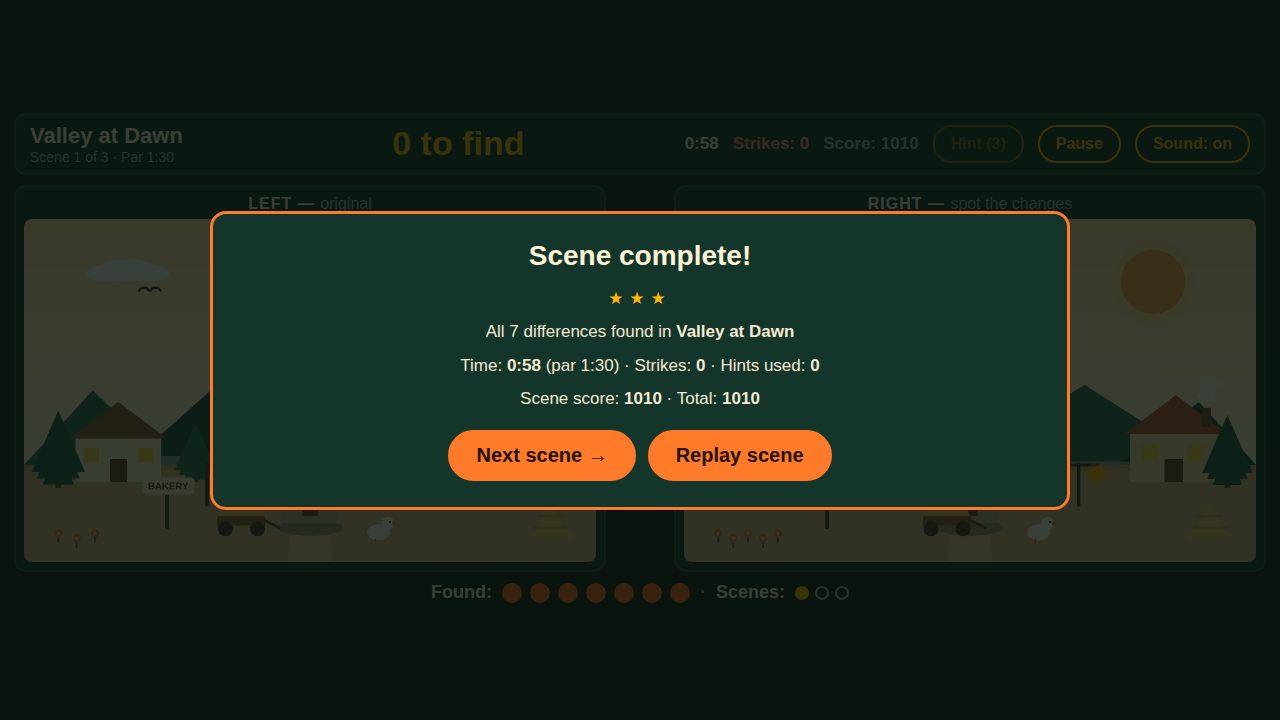 Valley at Dawn
Scene 1 of 3 · Par 1:30
0 to find
0:58 Strikes: 0 Score: 1010 Hint (3) Pause Sound: on
LEFT — original
RIGHT — spot the changes
Scene complete!
★ ★ ★
All 7 differences found in Valley at Dawn
Time: 0:58 (par 1:30) · Strikes: 0 · Hints used: 0
Scene score: 1010 · Total: 1010
Next scene →
Replay scene
BAKERY
Found: · Scenes: